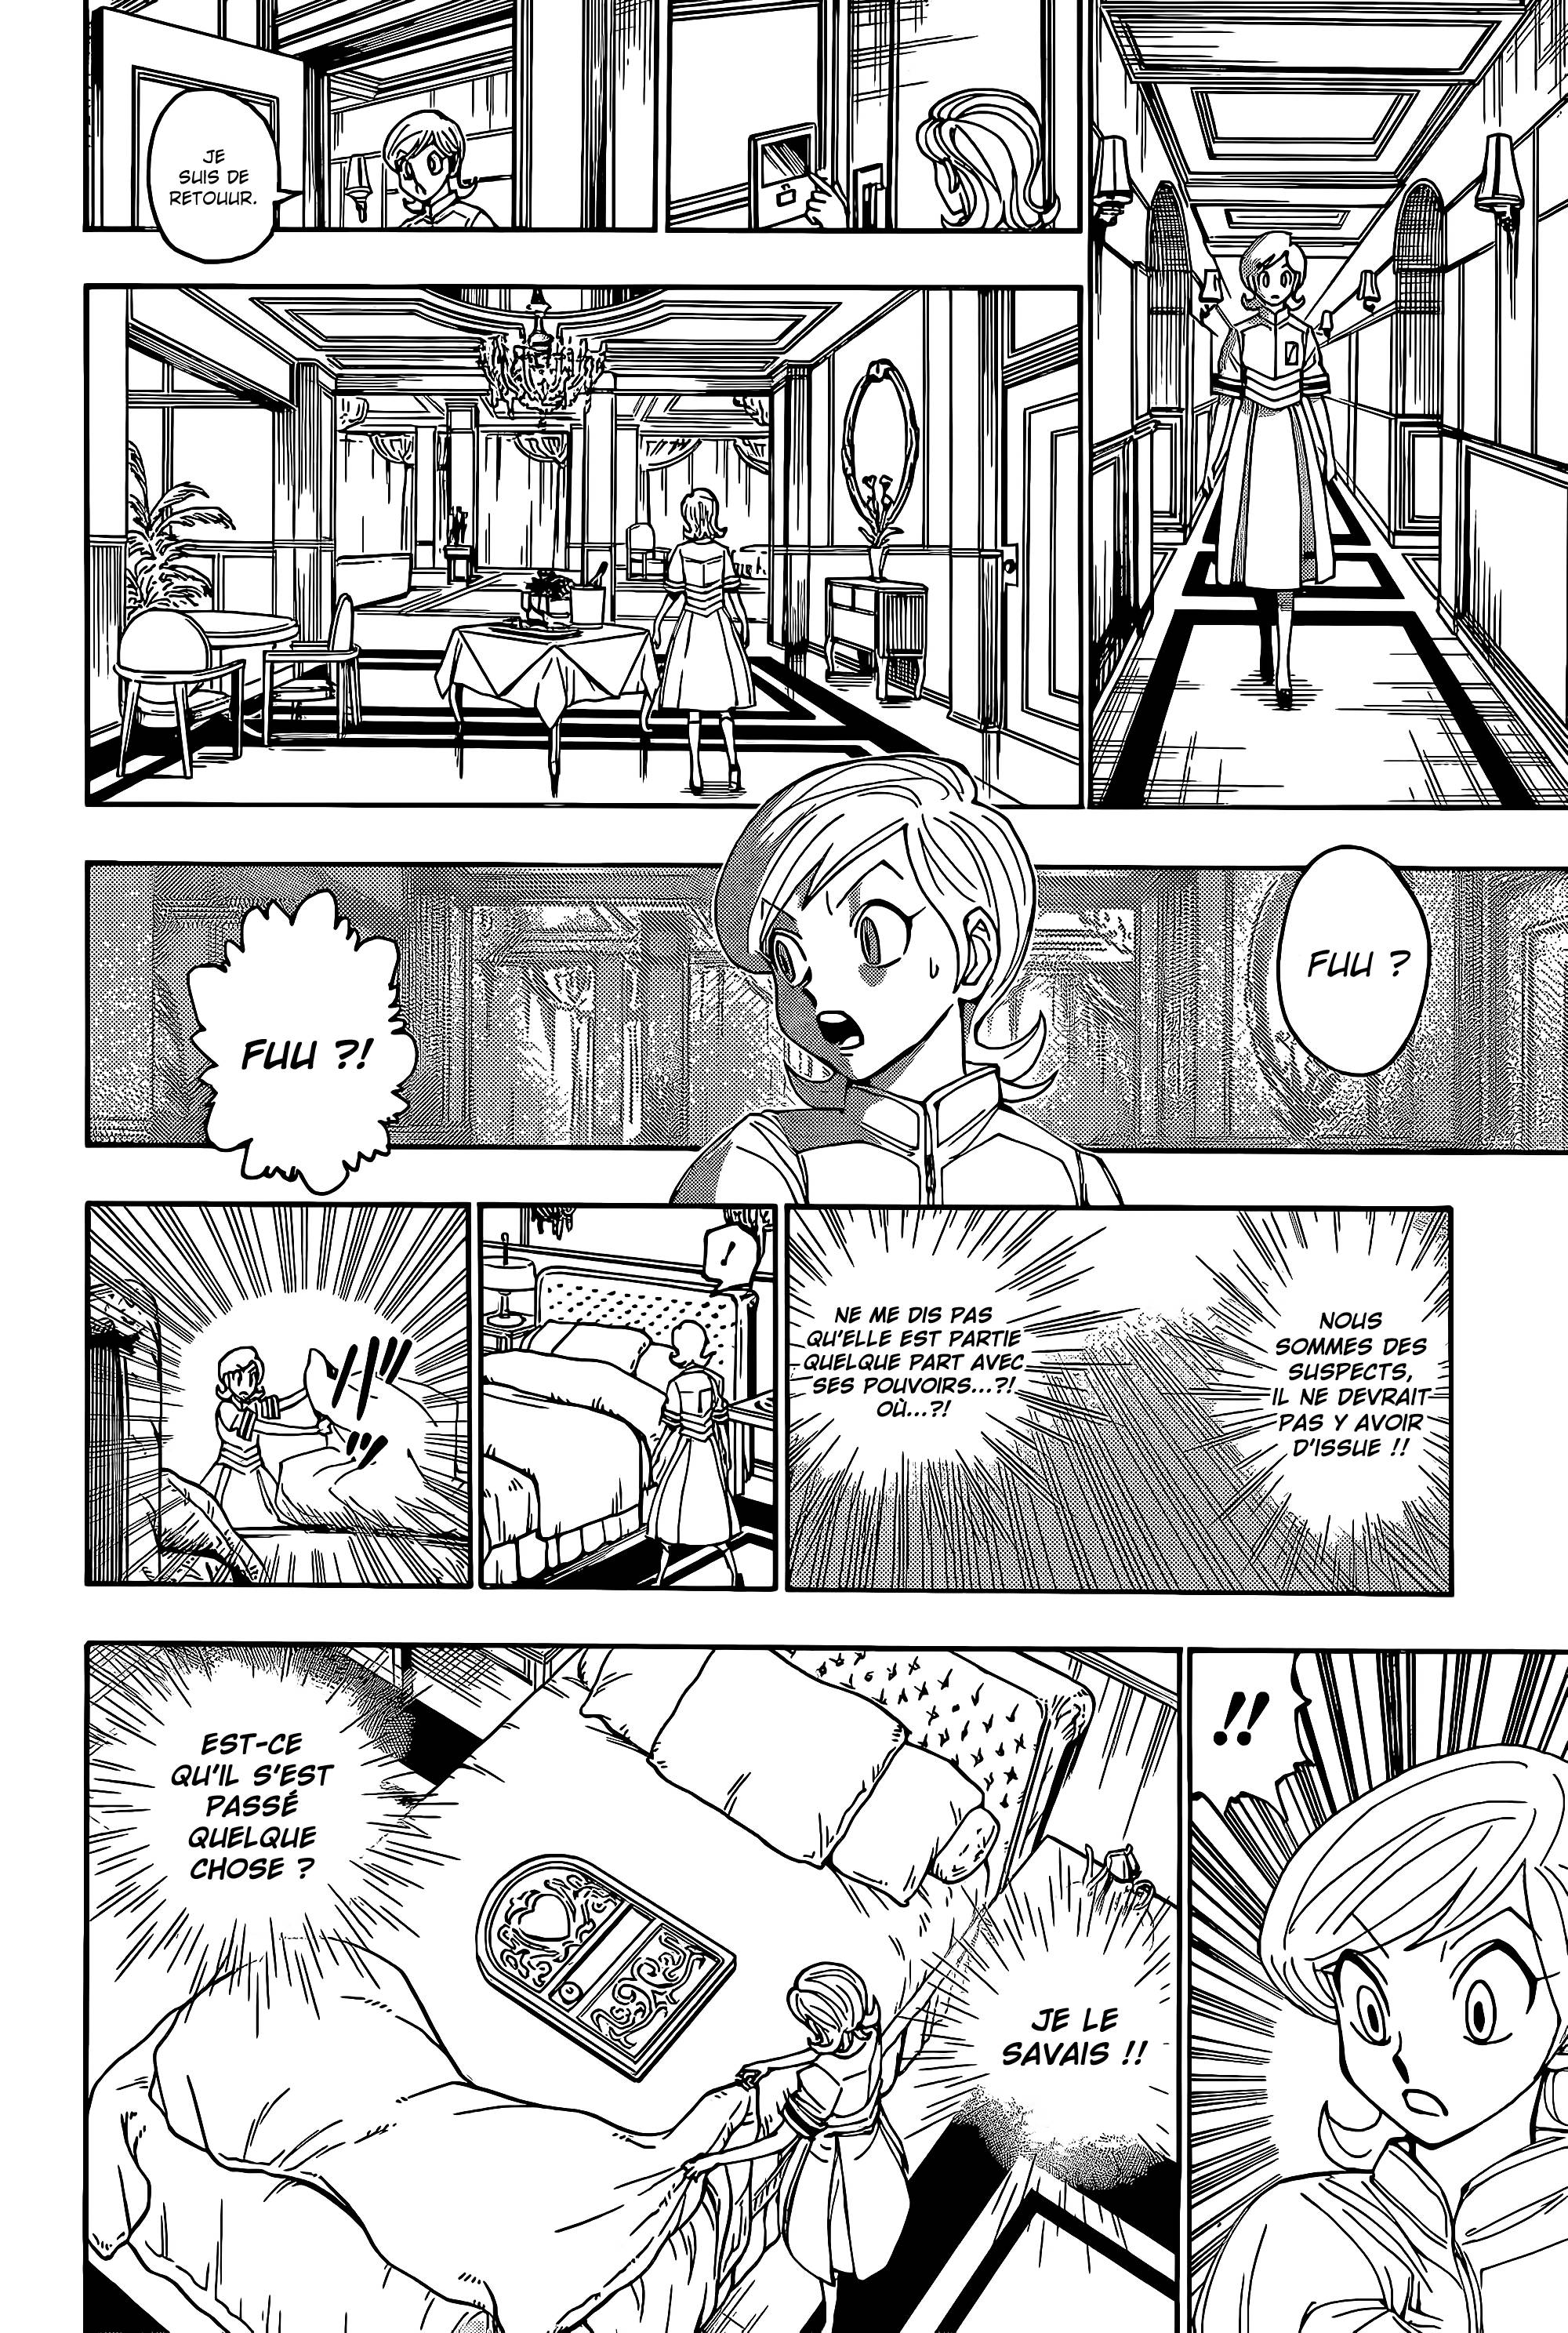 JE
SUIS DE
RETOUUR.
FUU ?
FUU ?!
NOUS
SOMMES DES
SUSPECTS,
IL NE DEVRAIT
PAS Y AVOIR
D'ISSUE !!
NE ME DIS PAS
QU'ELLE EST PARTIE
QUELQUE PART AVEC
SES POUVOIRS...?!
OÙ...?!
!
!!
JE LE
SAVAIS !!
EST-CE
QU'IL S'EST
PASSÉ
QUELQUE
CHOSE ?